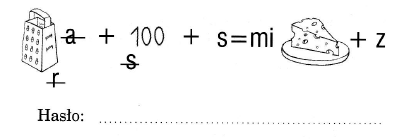 a + 100 + s=mi + z
r s
Hasło: ........................................................